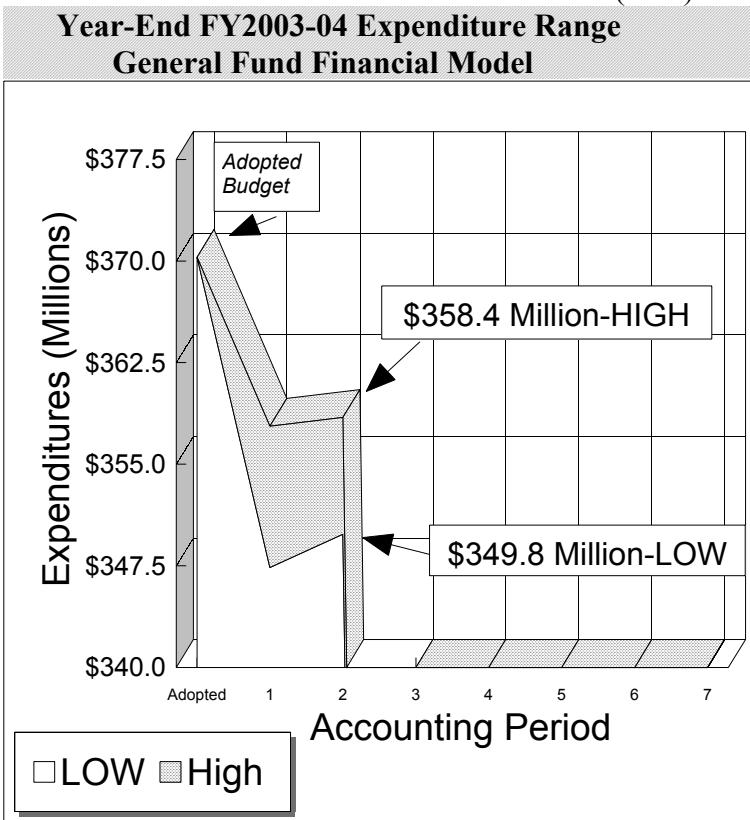 Year-End FY2003-04 Expenditure Range
General Fund Financial Model
$377.5
$370.0
$362.5
$355.0
$347.5
$340.0
Expenditures (Millions)
Adopted
Budget
$358.4 Million-HIGH
$349.8 Million-LOW
Adopted 1 2 3 4 5 6 7
Accounting Period
LOW High